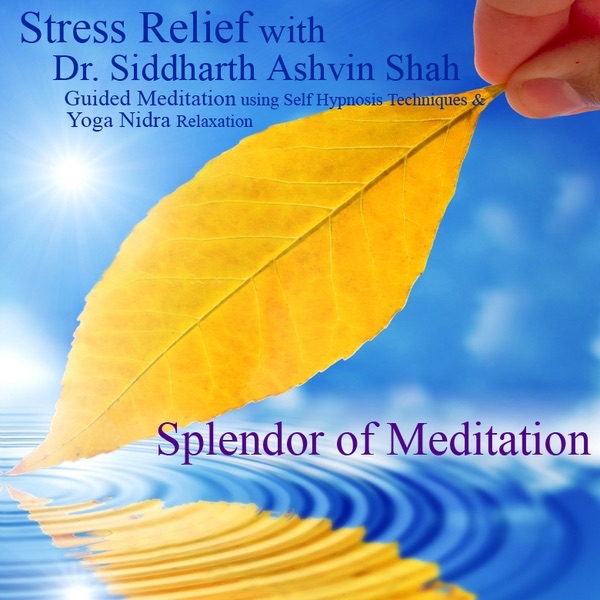 Stress Relief with
Dr. Siddharth Ashvin Shah
Guided Meditation using Self Hypnosis Techniques &
Yoga Nidra Relaxation
Splendor of Meditation